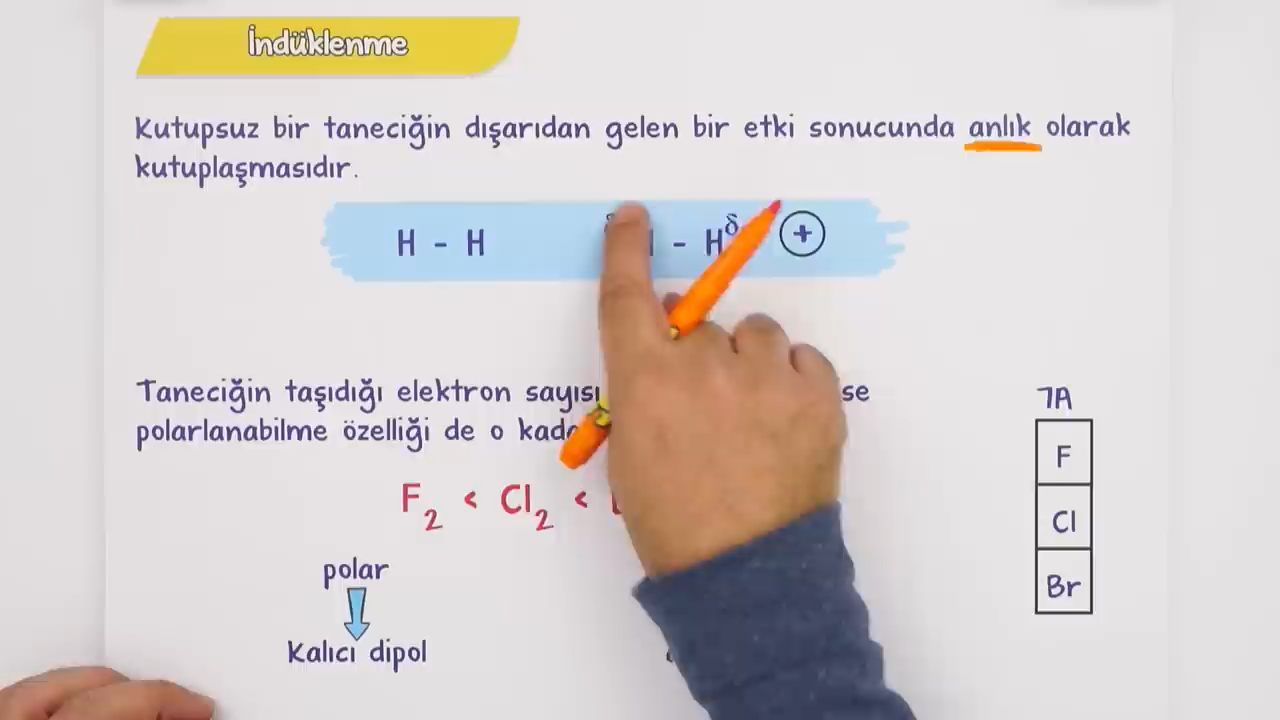 İndüklenme
Kutupsuz bir taneciğin dışarıdan gelen bir etki sonucunda anlık olarak
kutuplaşmasıdır.
H - H - Hδ +
Taneciğin taşıdığı elektron sayısı se
polarlanabilme özelliği de o
F2 < Cl2 <
7A
F
Cl
Br
polar
Kalıcı dipol